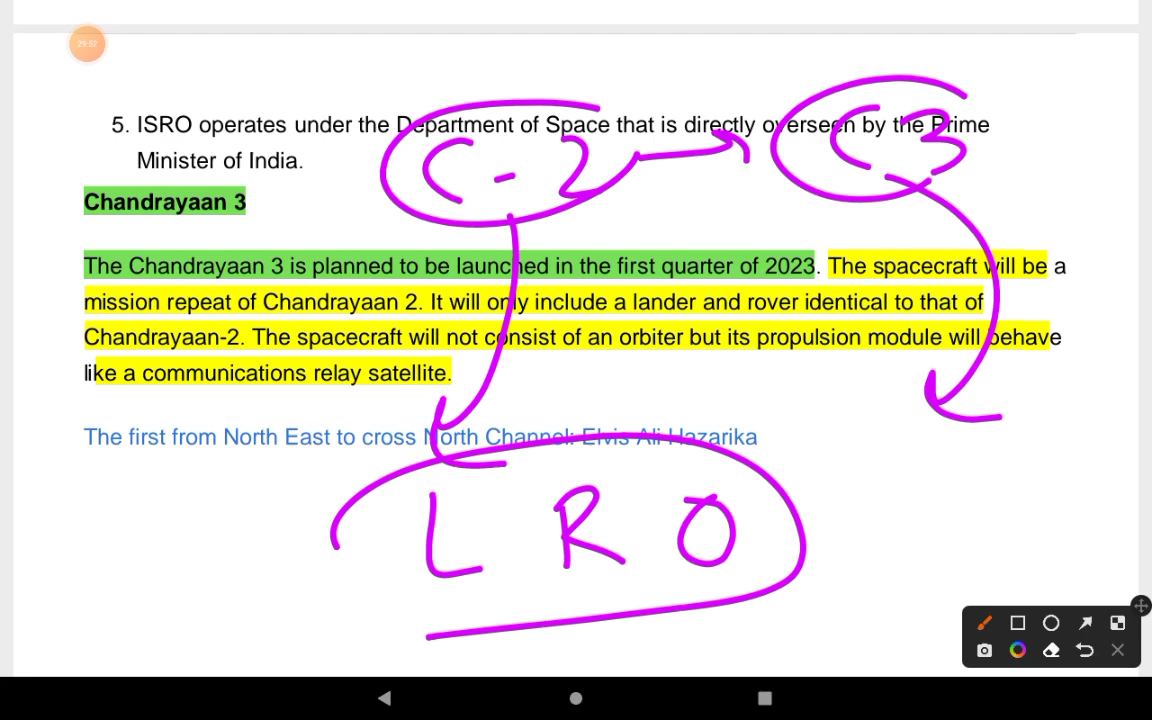 29:52
5. ISRO operates under the Department of Space that is directly overseen by the Prime
Minister of India.
C-2
C3
Chandrayaan 3
The Chandrayaan 3 is planned to be launched in the first quarter of 2023. The spacecraft will be a
mission repeat of Chandrayaan 2. It will only include a lander and rover identical to that of
Chandrayaan-2. The spacecraft will not consist of an orbiter but its propulsion module will behave
like a communications relay satellite.
The first from North East to cross North Channel: Elvis Ali Hazarika
L R O